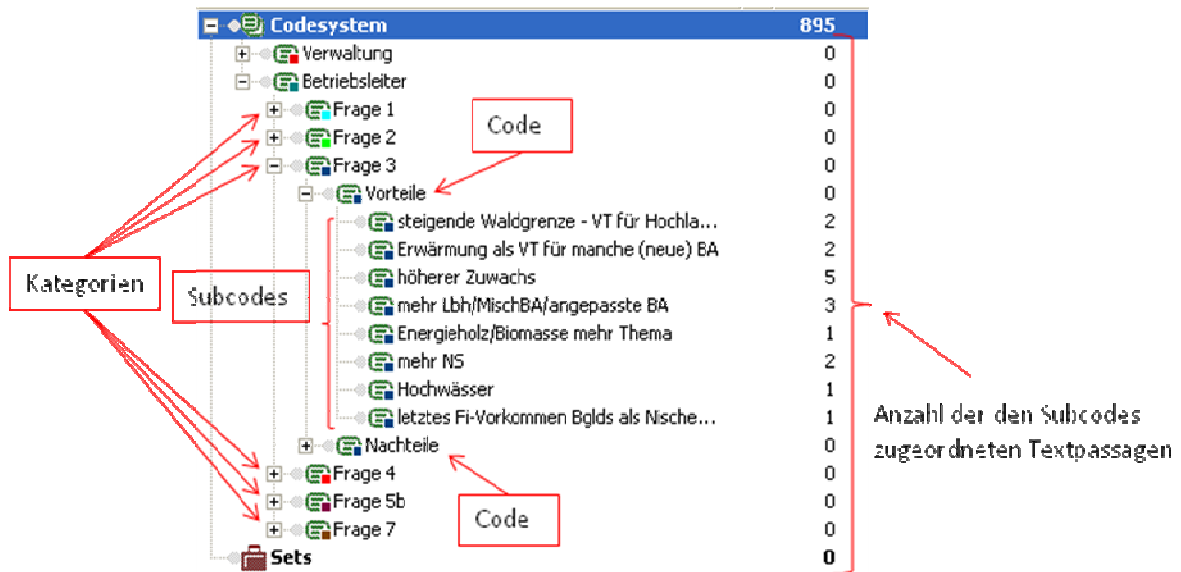 Codesystem 895
Verwaltung 0
Betriebsleiter 0
Frage 1 0
Code
Frage 2 0
Frage 3 0
Vorteile 0
steigende Waldgrenze - VT für Hochla... 2
Erwärmung als VT für manche (neue) BA 2
Kategorien
Subcodes
höherer Zuwachs 5
mehr Lbh/MischBA/angepasste BA 3
Energieholz/Biomasse mehr Thema 1
mehr NS 2
Hochwässer 1
letztes Fi-Vorkommen Bglds als Nische... 1
Anzahl der den Subcodes
zugeordneten Textpassagen
Nachteile 0
Frage 4 0
Frage 5b 0
Code
Frage 7 0
Sets 0